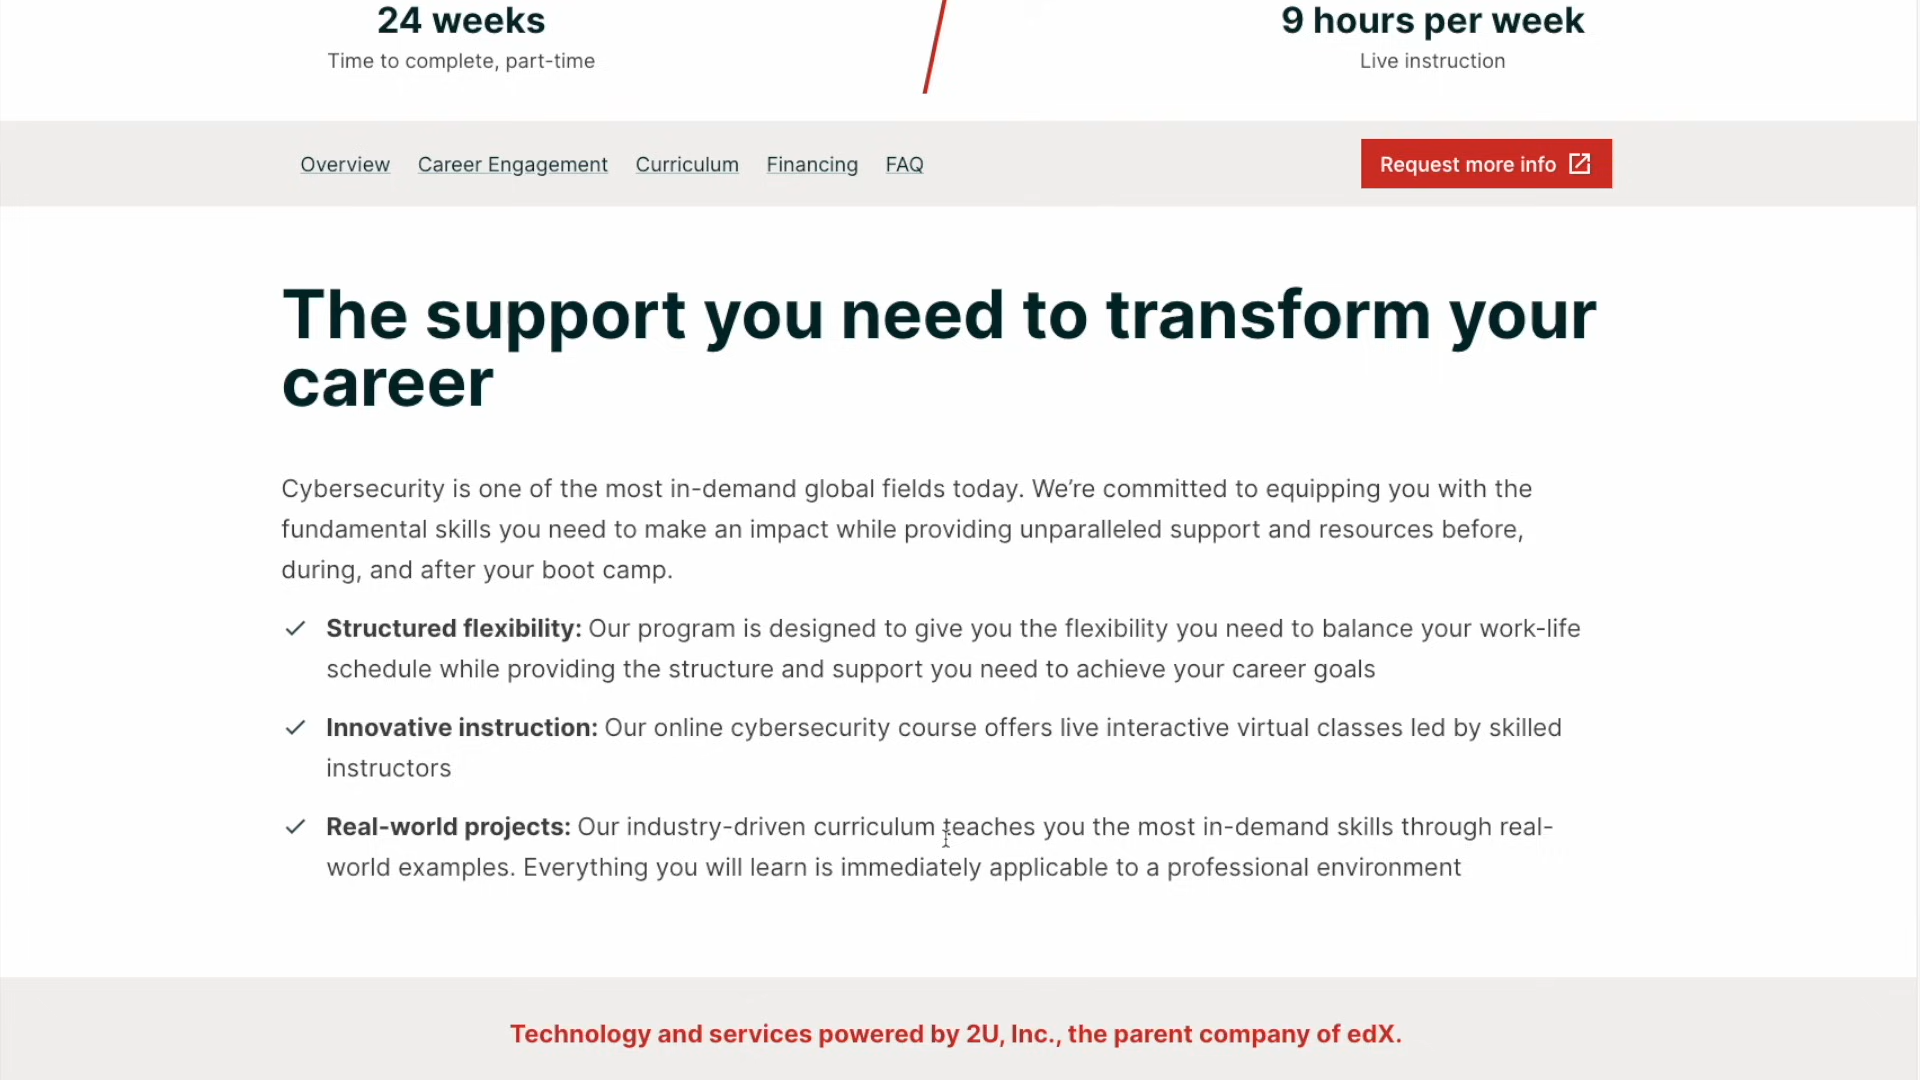 24 weeks
Time to complete, part-time
9 hours per week
Live instruction
Overview Career Engagement Curriculum Financing FAQ Request more info
The support you need to transform your
career
Cybersecurity is one of the most in-demand global fields today. We’re committed to equipping you with the
fundamental skills you need to make an impact while providing unparalleled support and resources before,
during, and after your boot camp.
Structured flexibility: Our program is designed to give you the flexibility you need to balance your work-life
schedule while providing the structure and support you need to achieve your career goals
Innovative instruction: Our online cybersecurity course offers live interactive virtual classes led by skilled
instructors
Real-world projects: Our industry-driven curriculum teaches you the most in-demand skills through real-
world examples. Everything you will learn is immediately applicable to a professional environment
Technology and services powered by 2U, Inc., the parent company of edX.